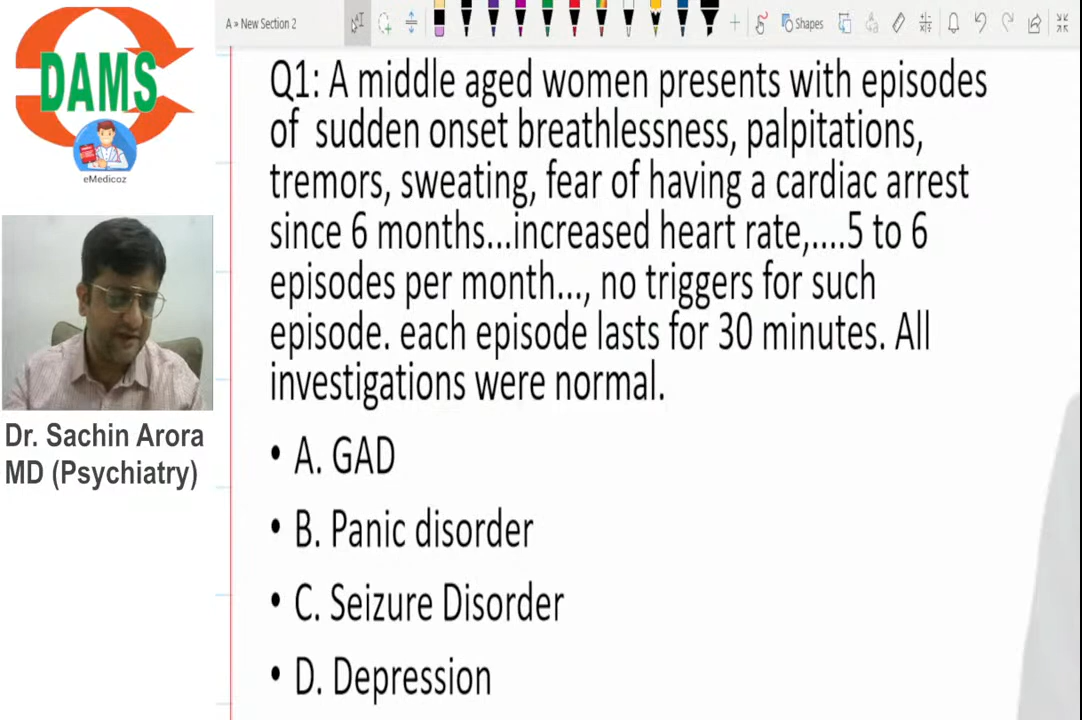 A » New Section 2
Shapes
DAMS
eMedicoz
Q1: A middle aged women presents with episodes
of sudden onset breathlessness, palpitations,
tremors, sweating, fear of having a cardiac arrest
since 6 months...increased heart rate,....5 to 6
episodes per month..., no triggers for such
episode. each episode lasts for 30 minutes. All
investigations were normal.
• A. GAD
• B. Panic disorder
• C. Seizure Disorder
• D. Depression
Dr. Sachin Arora
MD (Psychiatry)